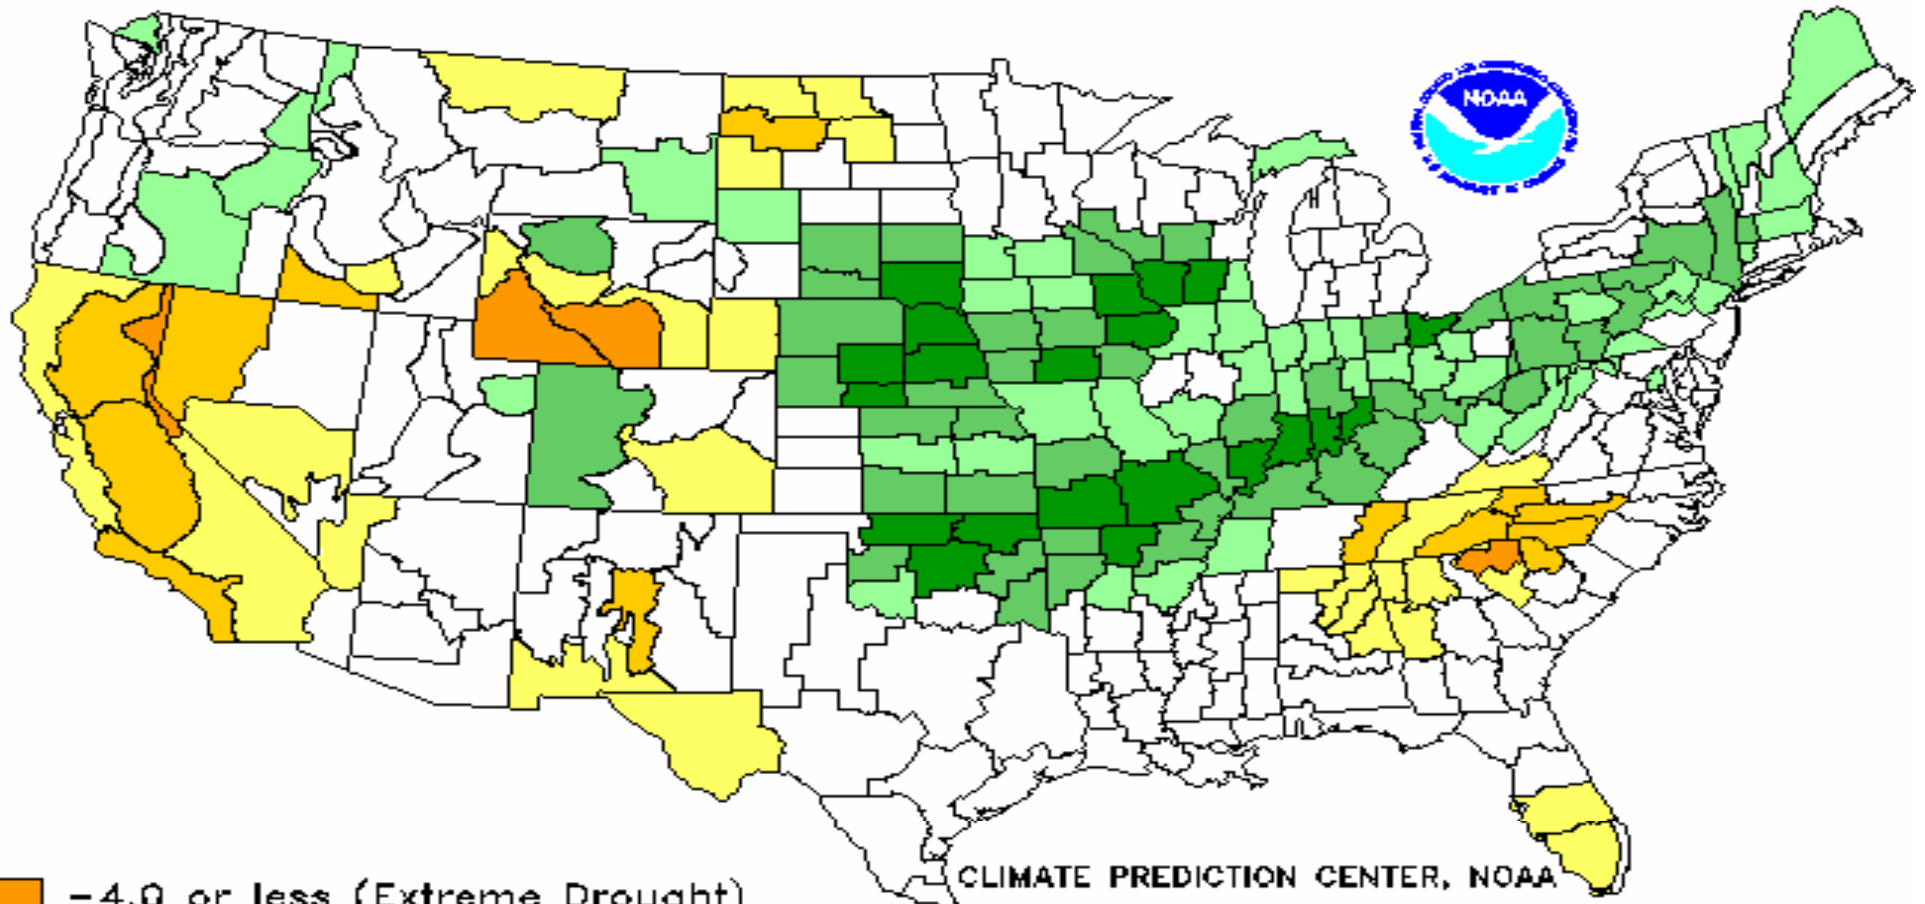 NOAA
CLIMATE PREDICTION CENTER, NOAA
-4.0 or less (Extreme Drought)